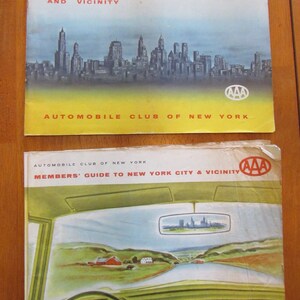 AND VICINITY
AAA
AUTOMOBILE CLUB OF NEW YORK
AUTOMOBILE CLUB OF NEW YORK
AAA
MEMBERS' GUIDE TO NEW YORK CITY & VICINITY